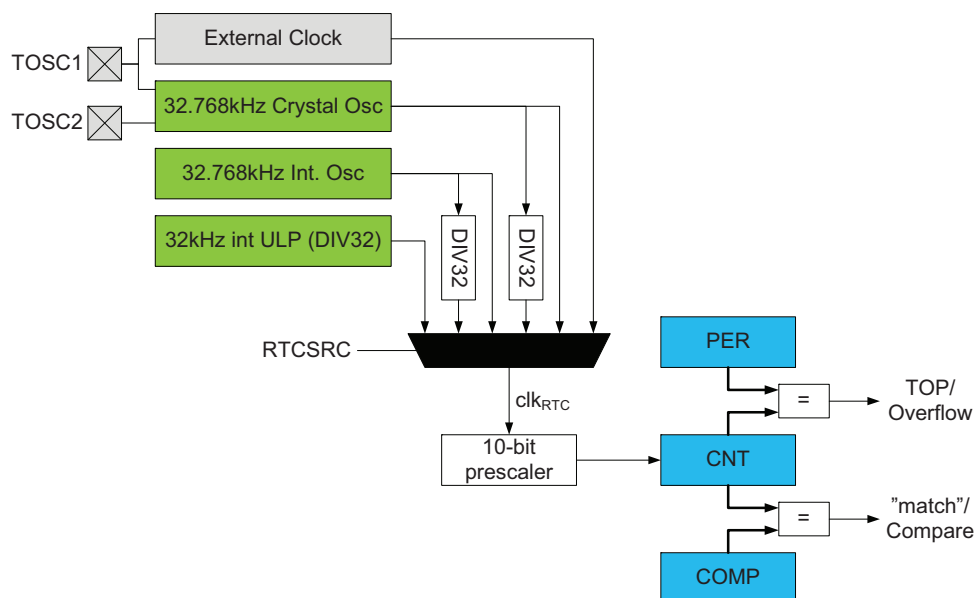 External Clock
TOSC1
32.768kHz Crystal Osc
TOSC2
32.768kHz Int. Osc
32kHz int ULP (DIV32)
DIV32
DIV32
RTCSRC
PER
TOP/
Overflow
=
clkRTC
10-bit
prescaler
CNT
=
"match"/
Compare
COMP